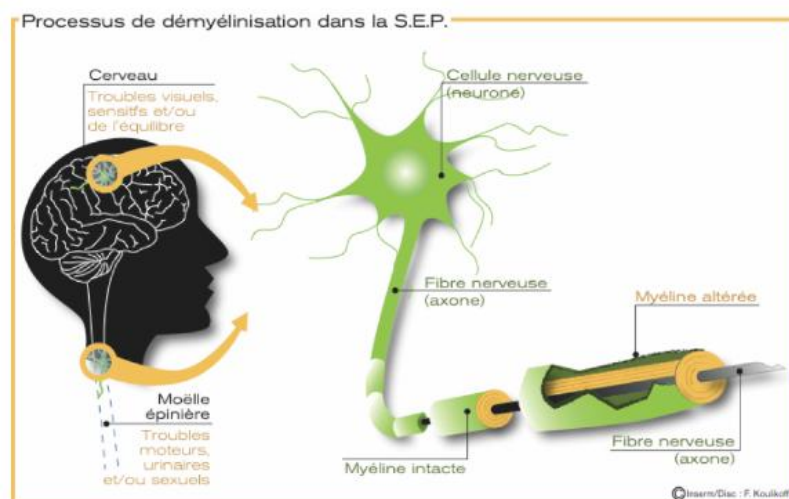 Processus de démyélinisation dans la S.E.P.
Cerveau
Troubles visuels,
sensitfs et/ou
de l'équilibre
Cellule nerveuse
(neurone)
Fibre nerveuse
(axone)
Myéline altérée
Moëlle
épinière
Troubles
moteurs,
urinaires
et/ou sexuels
Myéline intacte
Fibre nerveuse
(axone)
©Inserm/Disc : F. Koulikoff